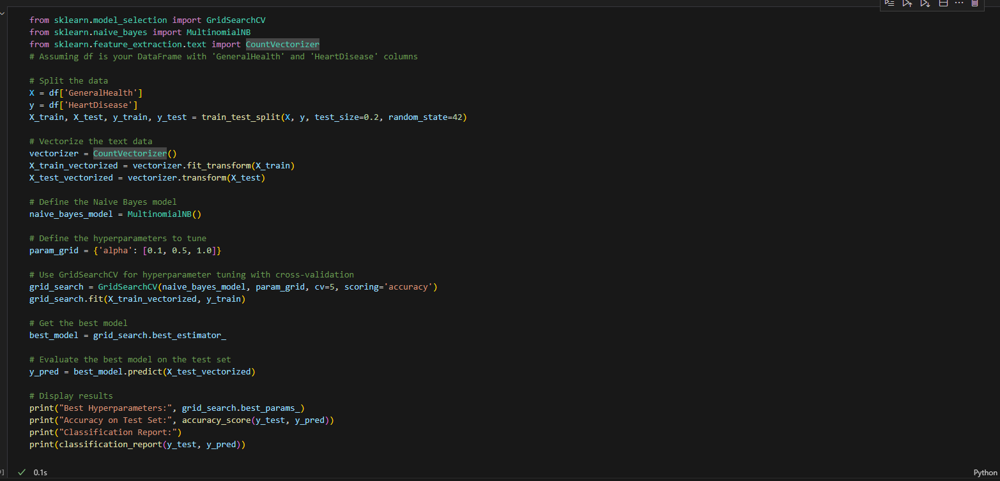 from sklearn.model_selection import GridSearchCV
from sklearn.naive_bayes import MultinomialNB
from sklearn.feature_extraction.text import CountVectorizer
# Assuming df is your DataFrame with 'GeneralHealth' and 'HeartDisease' columns
# Split the data
X = df['GeneralHealth']
y = df['HeartDisease']
X_train, X_test, y_train, y_test = train_test_split(X, y, test_size=0.2, random_state=42)
# Vectorize the text data
vectorizer = CountVectorizer()
X_train_vectorized = vectorizer.fit_transform(X_train)
X_test_vectorized = vectorizer.transform(X_test)
# Define the Naive Bayes model
naive_bayes_model = MultinomialNB()
# Define the hyperparameters to tune
param_grid = {'alpha': [0.1, 0.5, 1.0]}
# Use GridSearchCV for hyperparameter tuning with cross-validation
grid_search = GridSearchCV(naive_bayes_model, param_grid, cv=5, scoring='accuracy')
grid_search.fit(X_train_vectorized, y_train)
# Get the best model
best_model = grid_search.best_estimator_
# Evaluate the best model on the test set
y_pred = best_model.predict(X_test_vectorized)
# Display results
print("Best Hyperparameters:", grid_search.best_params_)
print("Accuracy on Test Set:", accuracy_score(y_test, y_pred))
print("Classification Report:")
print(classification_report(y_test, y_pred))
0.1s
Python